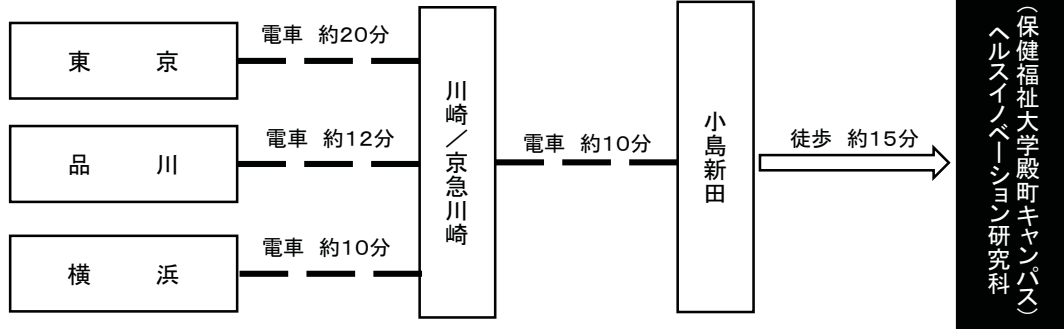 東　京
電車　約20分
品　川
電車　約12分
横　浜
電車　約10分
川崎／京急川崎
電車　約10分
小島新田
徒歩　約15分
（保健福祉大学殿町キャンパス）
ヘルスイノベーション研究科